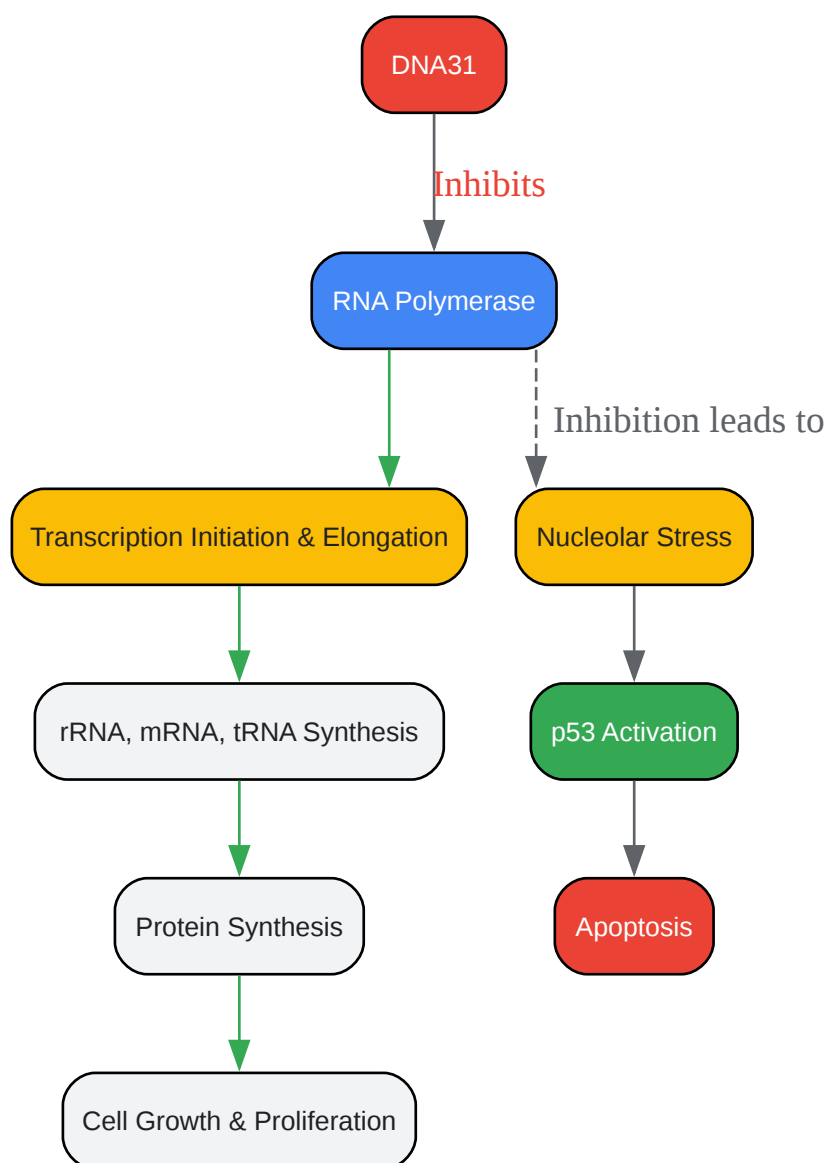 DNA31
Inhibits
RNA Polymerase
Inhibition leads to
Transcription Initiation & Elongation
Nucleolar Stress
rRNA, mRNA, tRNA Synthesis
p53 Activation
Protein Synthesis
Apoptosis
Cell Growth & Proliferation